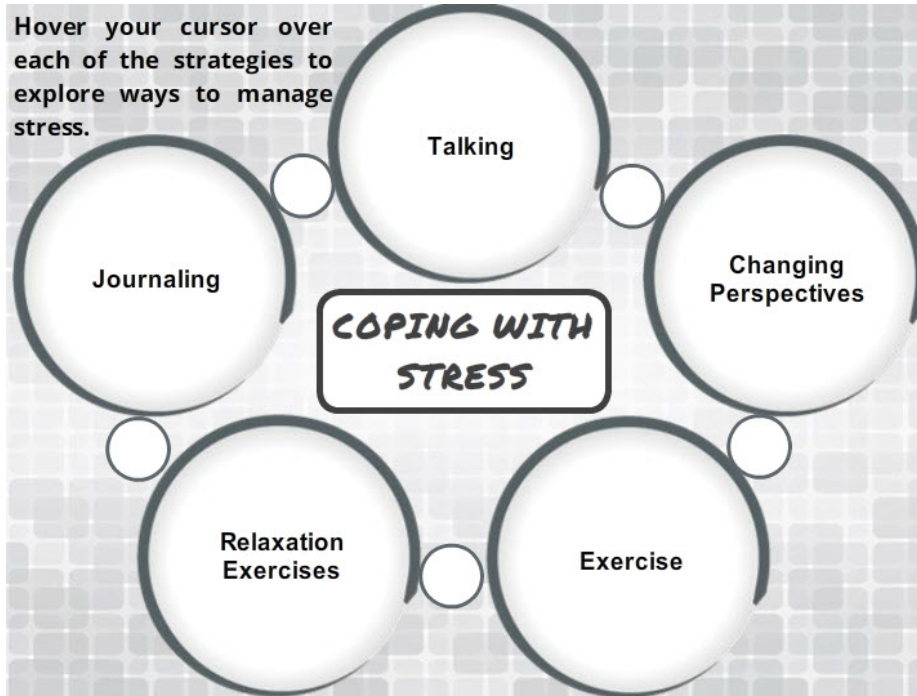 Hover your cursor over
each of the strategies to
explore ways to manage
stress.
Talking
Journaling
Changing
Perspectives
COPING WITH
STRESS
Relaxation
Exercises
Exercise